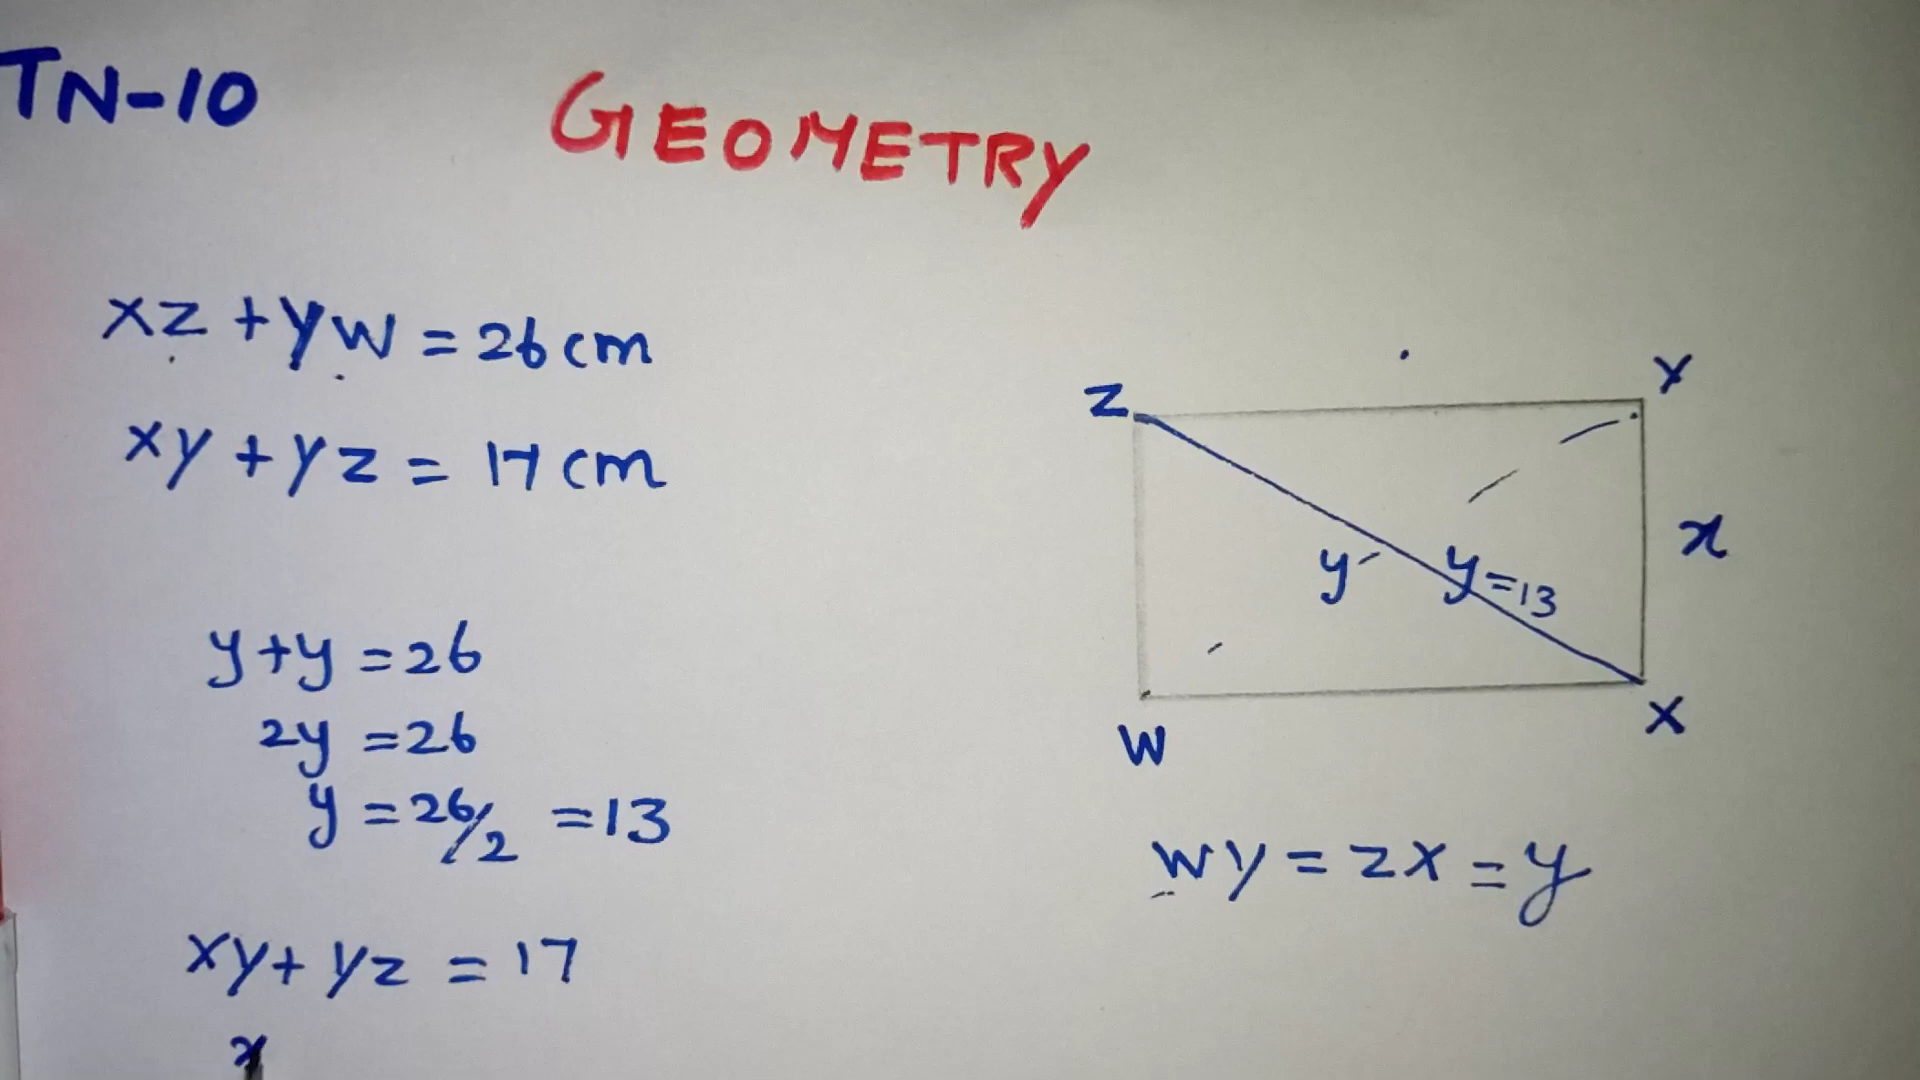 TN-10
GEOMETRY
XZ + YW = 26 cm
XY + YZ = 17 cm
y + y = 26
2y = 26
y = 26/2 = 13
XY + YZ = 17
x
Z
Y
x
y
y = 13
W
X
WY = ZX = y